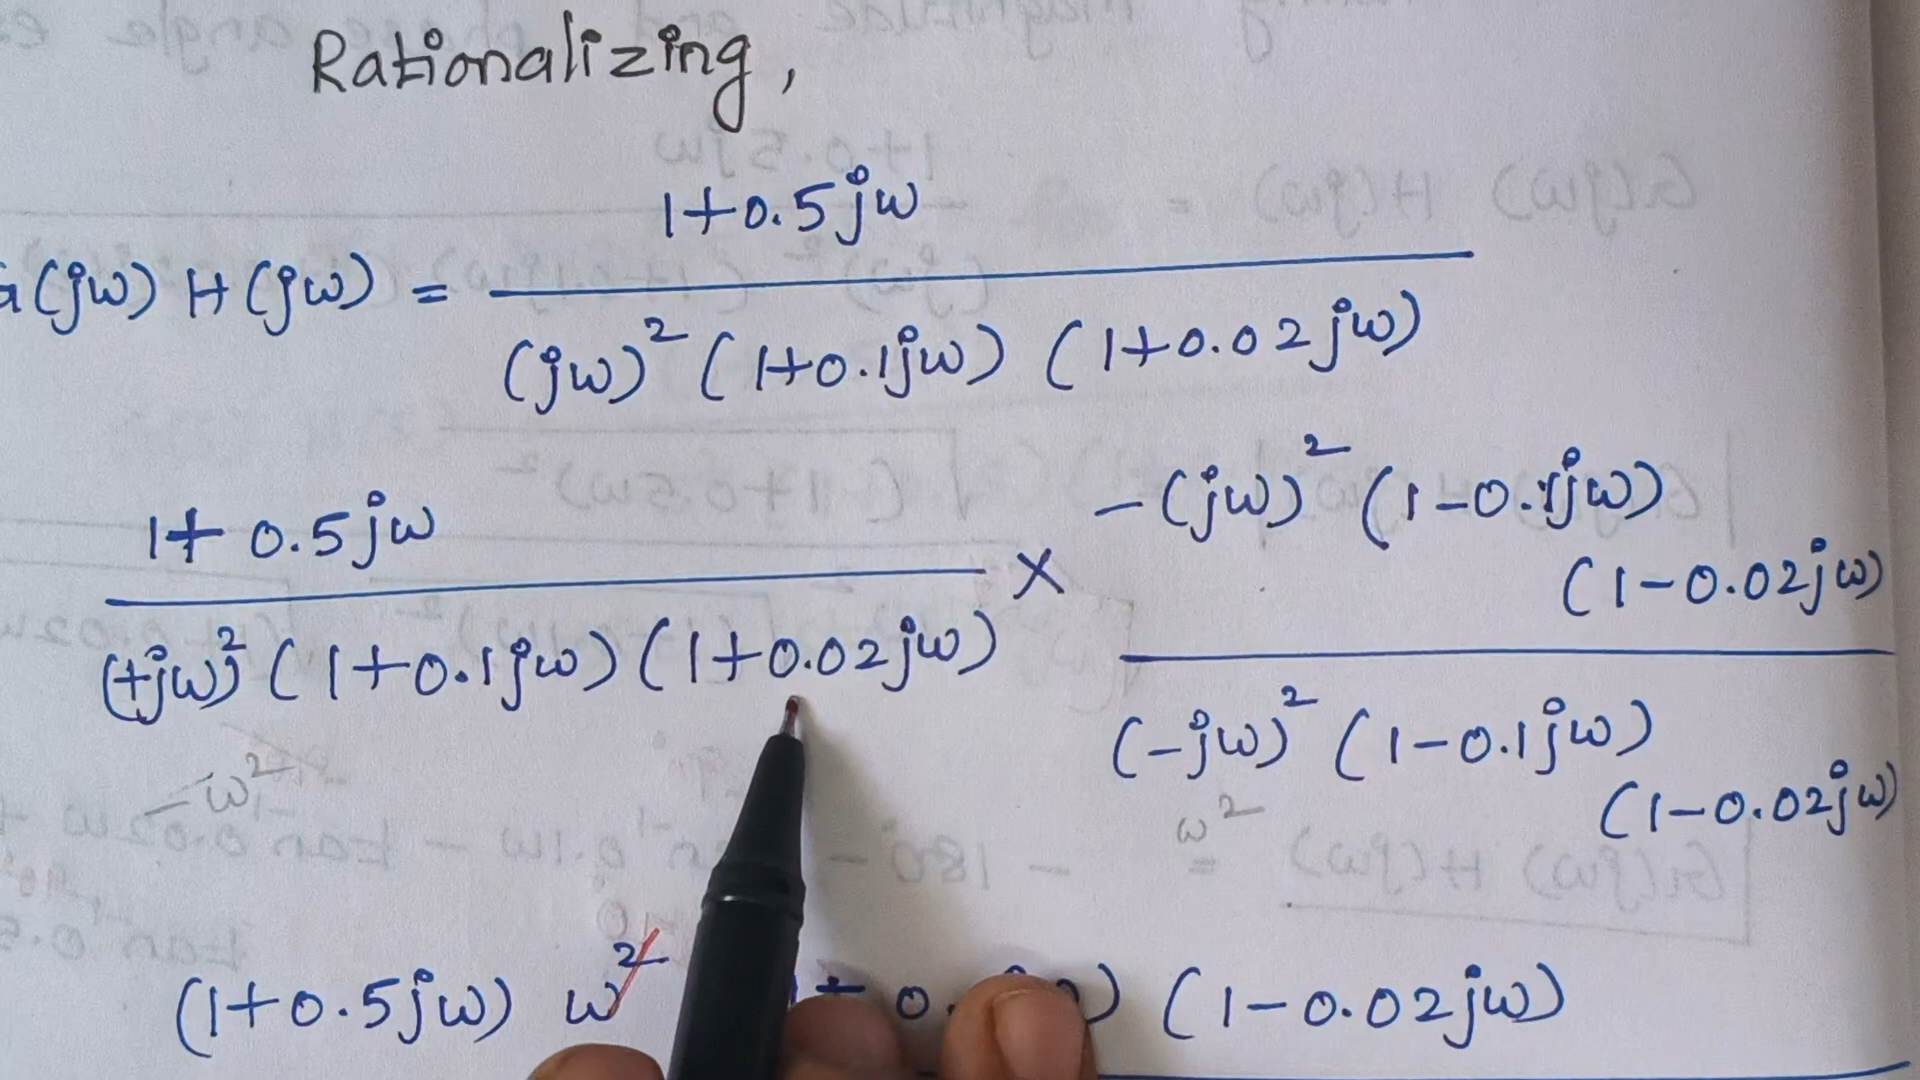 Rationalizing,
G(jω) H(jω) = 1+0.5jω / (jω)² (1+0.1jω) (1+0.02jω)
1+0.5jω / (+jω)² (1+0.1jω) (1+0.02jω) × -(jω)² (1-0.1jω) (1-0.02jω) / (-jω)² (1-0.1jω) (1-0.02jω)
-ω² ω²
(1+0.5jω) ω² (1-0.02jω)